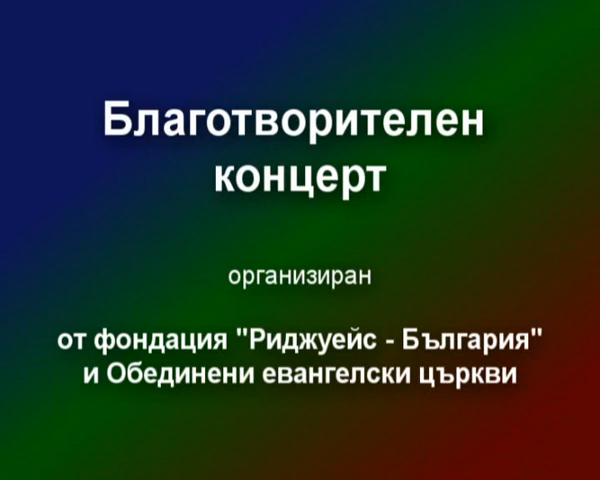 Благотворителен
концерт
организиран
от фондация "Риджуейс - България"
и Обединени евангелски църкви